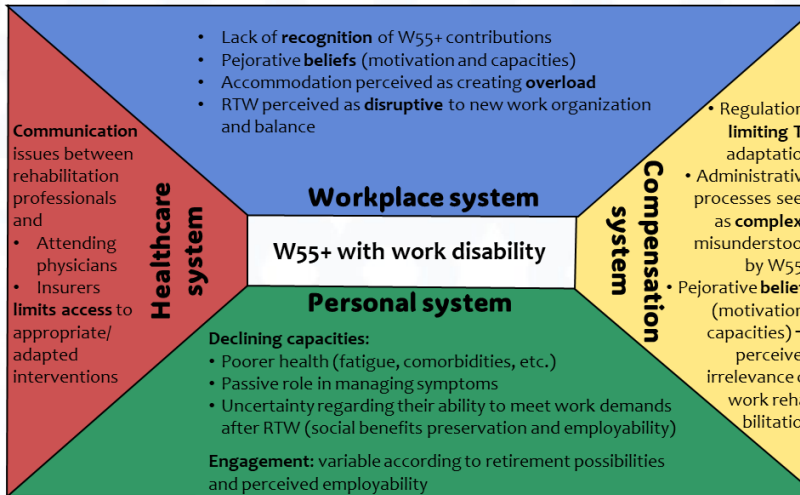 • Lack of recognition of W55+ contributions
• Pejorative beliefs (motivation and capacities)
• Accommodation perceived as creating overload
• RTW perceived as disruptive to new work organization
and balance
Workplace system
Communication
issues between
rehabilitation
professionals
and
• Attending
physicians
• Insurers
limits access to
appropriate/
adapted
interventions
Healthcare
system
W55+ with work disability
Compensation
system
• Regulation
limiting
adaptatio
• Administrativ
processes see
as complex
misunderstoo
by W55
• Pejorative belief
(motivation
capacities)
perceive
irrelevance
work reha
bilitatio
Personal system
Declining capacities:
• Poorer health (fatigue, comorbidities, etc.)
• Passive role in managing symptoms
• Uncertainty regarding their ability to meet work demands
after RTW (social benefits preservation and employability)
Engagement: variable according to retirement possibilities
and perceived employability